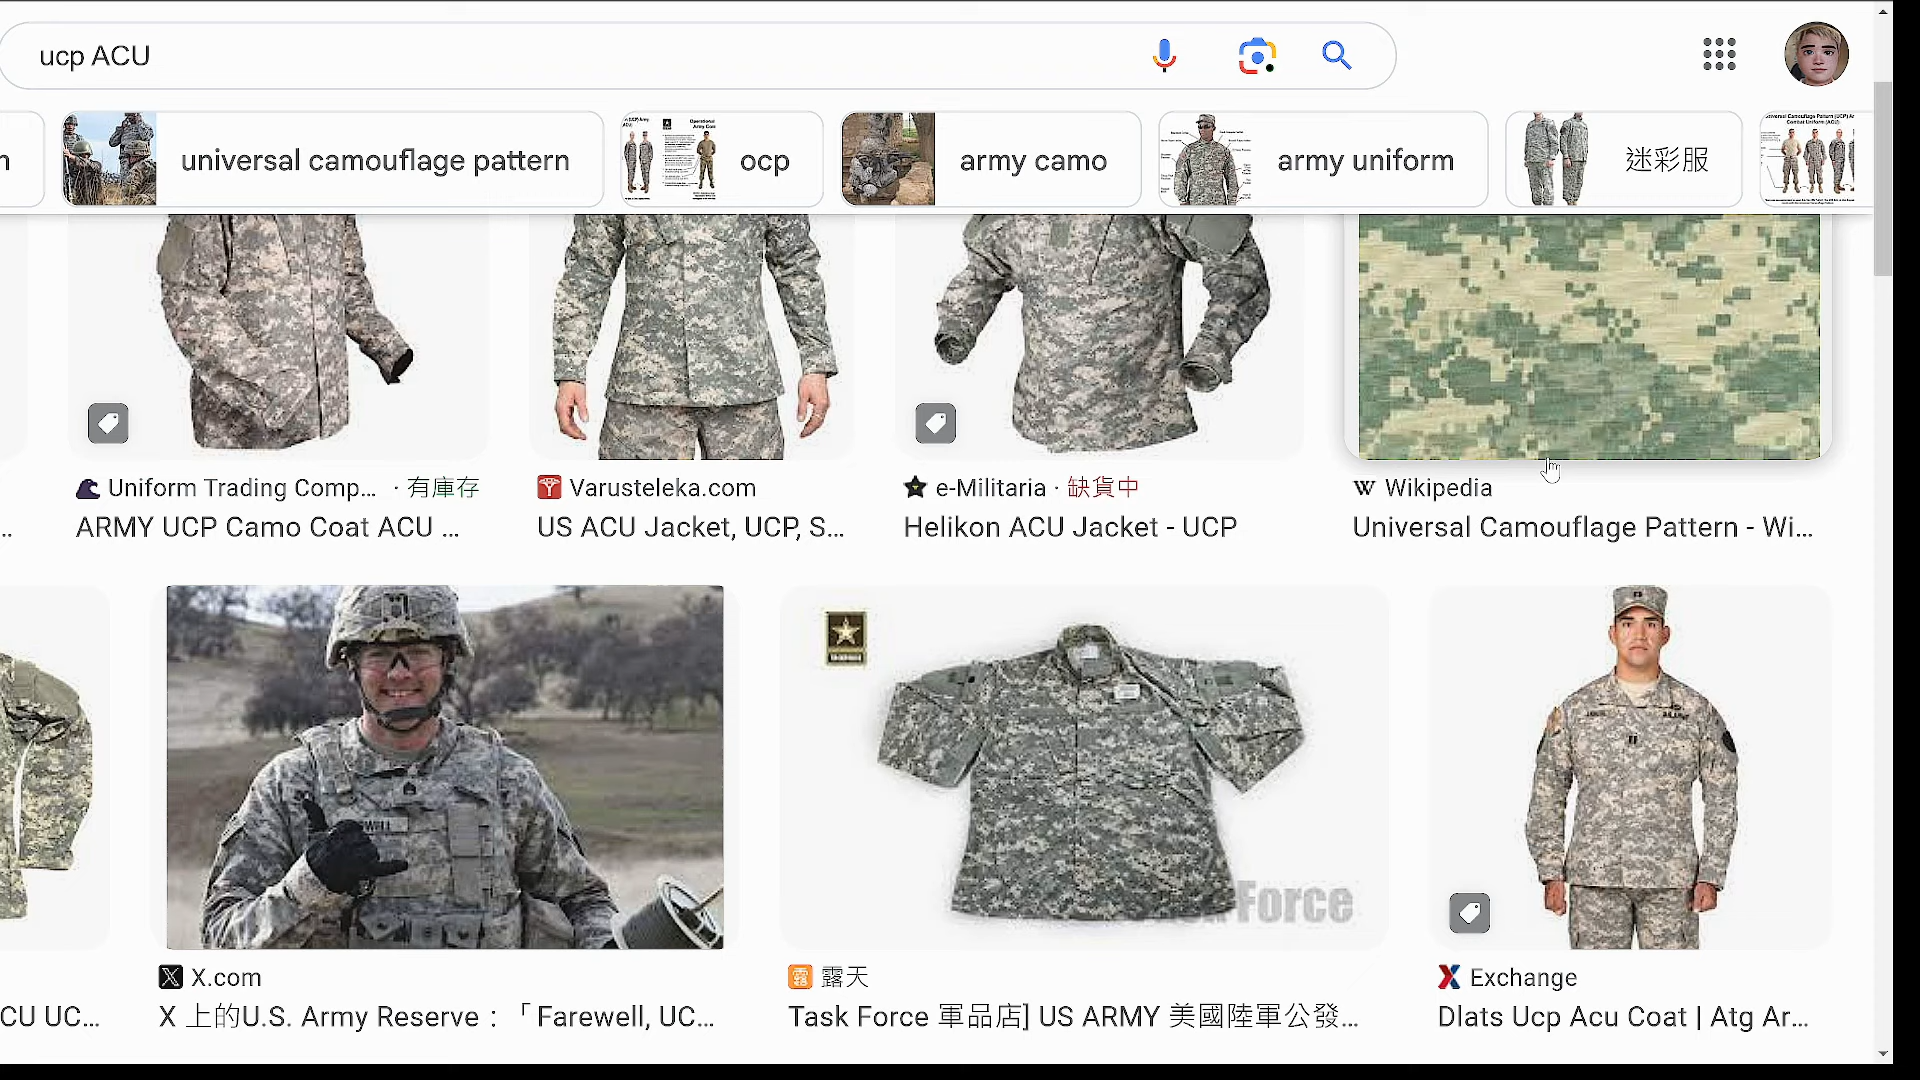 ucp ACU
n
universal camouflage pattern
ocp
army camo
army uniform
迷彩服
Uniform Trading Comp... · 有庫存
ARMY UCP Camo Coat ACU ...
Varusteleka.com
US ACU Jacket, UCP, S...
e-Militaria · 缺貨中
Helikon ACU Jacket - UCP
W Wikipedia
Universal Camouflage Pattern - Wi...
...
Force
X.com
X 上的U.S. Army Reserve：「Farewell, UC...
露天
Task Force 軍品店] US ARMY 美國陸軍公發...
Exchange
Dlats Ucp Acu Coat | Atg Ar...
CU UC...